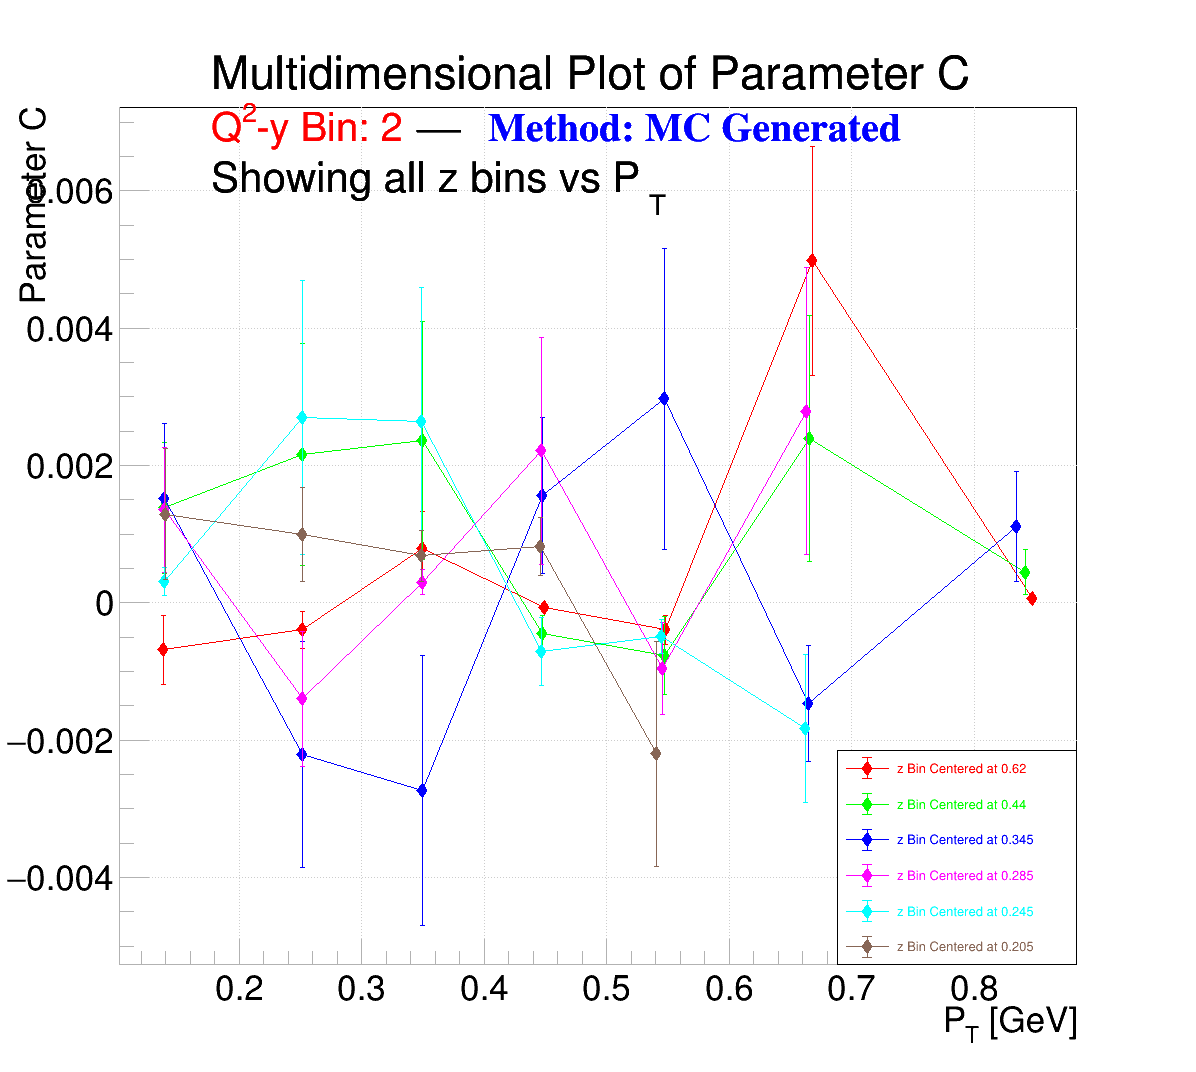 Multidimensional Plot of Parameter C
Q²-y Bin: 2 — Method: MC Generated
Showing all z bins vs P_T
Parameter C
0.006
0.004
0.002
0
−0.002
−0.004
z Bin Centered at 0.62
z Bin Centered at 0.44
z Bin Centered at 0.345
z Bin Centered at 0.285
z Bin Centered at 0.245
z Bin Centered at 0.205
0.2 0.3 0.4 0.5 0.6 0.7 0.8
P_T [GeV]